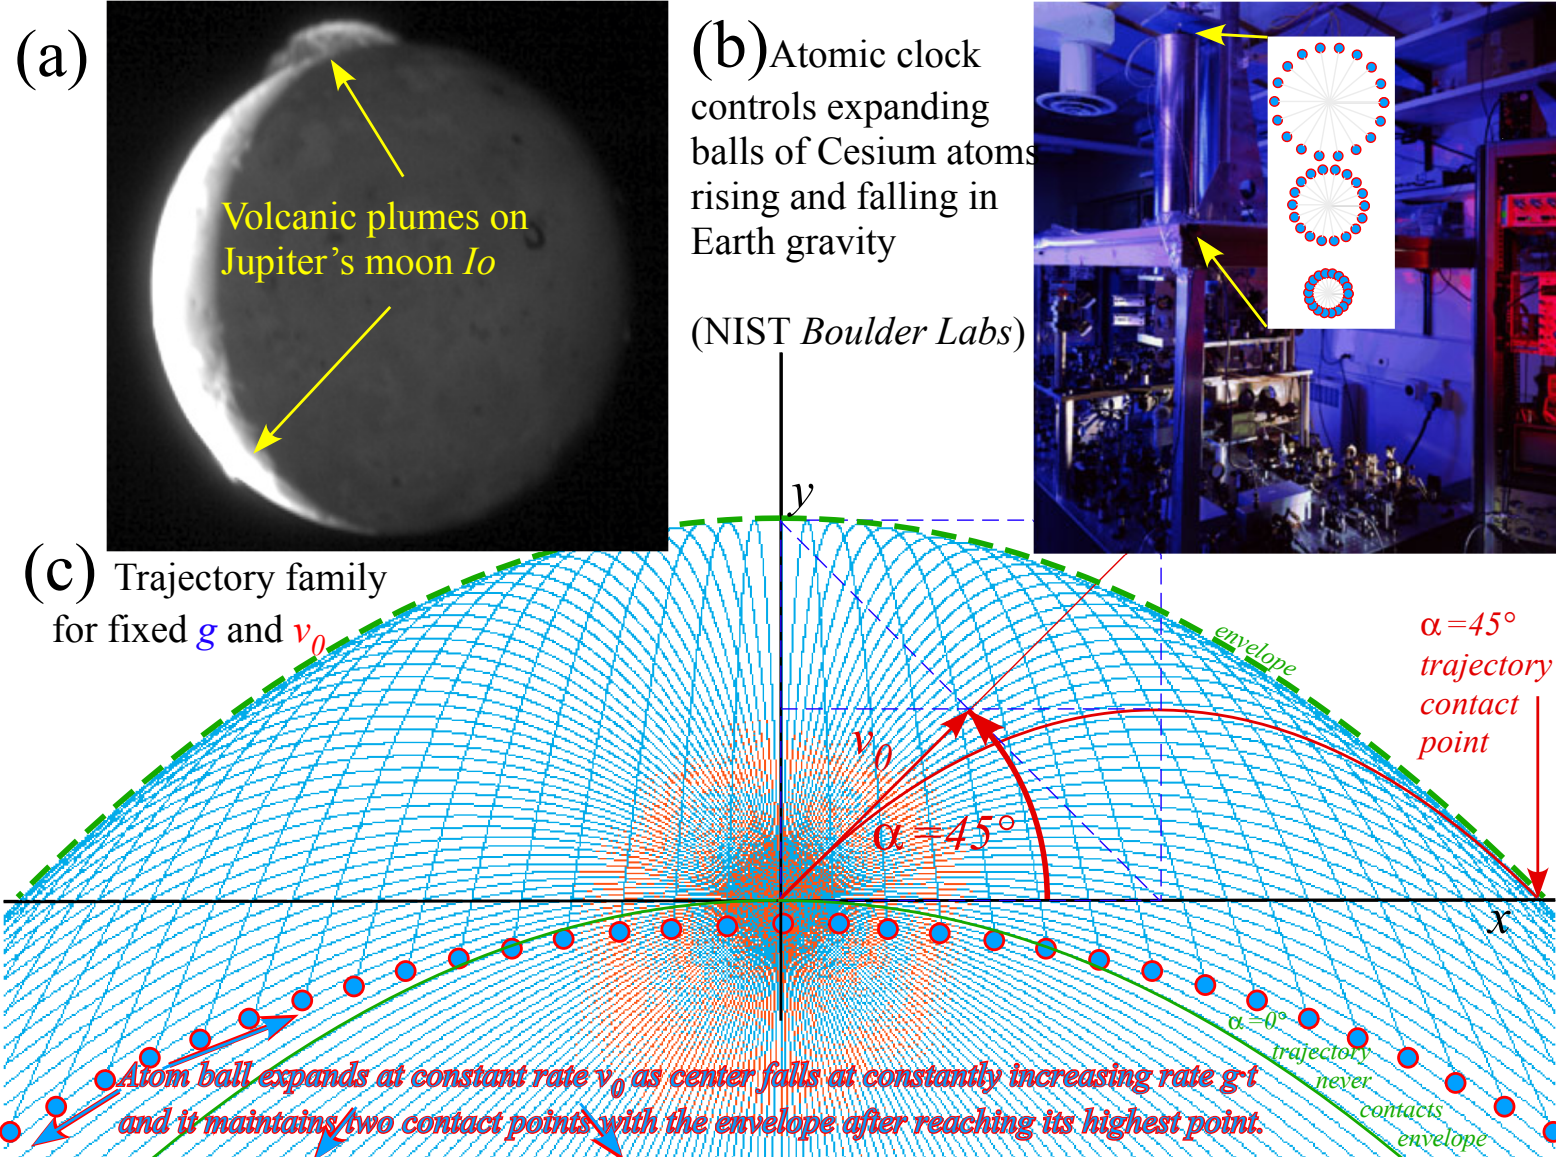 (a)
Volcanic plumes on
Jupiter’s moon Io
(b) Atomic clock
controls expanding
balls of Cesium atoms
rising and falling in
Earth gravity
(NIST Boulder Labs)
y
(c) Trajectory family
for fixed g and v0
envelope
α=45°
trajectory
contact
point
v0
α=45°
x
α=0°
trajectory
never
contacts
envelope
Atom ball expands at constant rate v0 as center falls at constantly increasing rate g·t
and it maintains two contact points with the envelope after reaching its highest point.